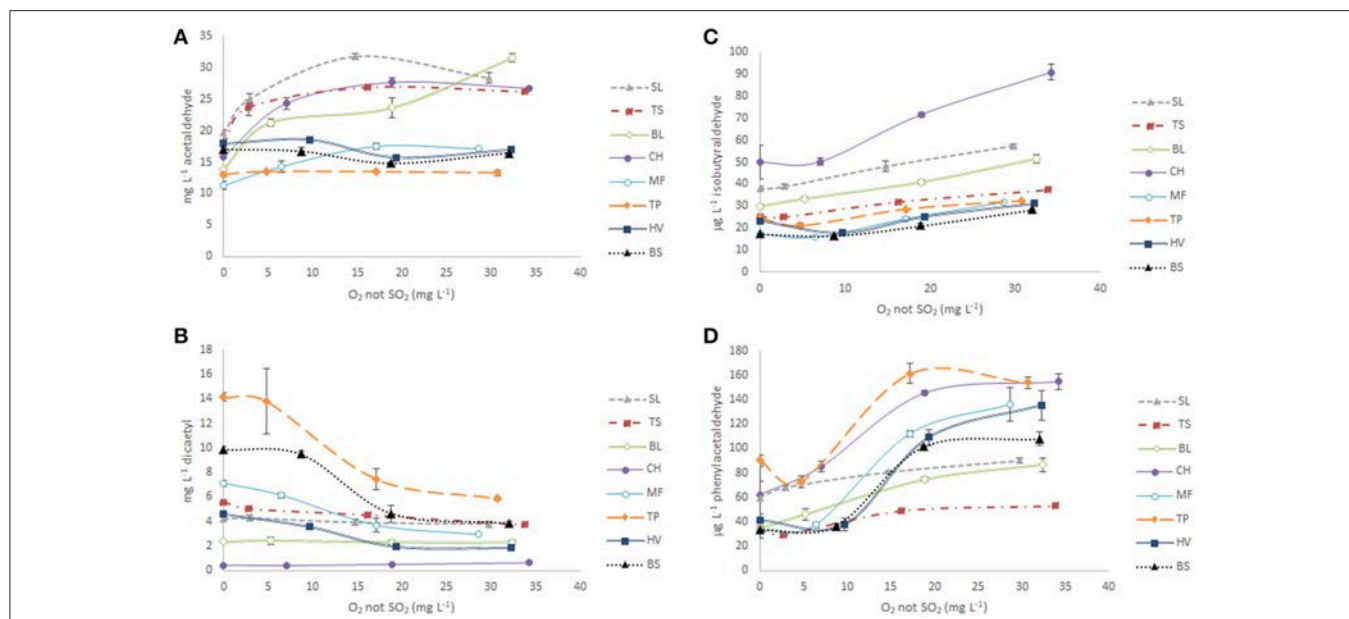 A
35
30
25
20
15
10
5
0
mg L⁻¹ acetaldehyde
0 5 10 15 20 25 30 35 40
O₂ not SO₂ (mg L⁻¹)
SL
TS
BL
CH
MF
TP
HV
BS
C
100
90
80
70
60
50
40
30
20
10
0
µg L⁻¹ isobutyraldehyde
0 10 20 30 40
O₂ not SO₂ (mg L⁻¹)
SL
TS
BL
CH
MF
TP
HV
BS
B
18
16
14
12
10
8
6
4
2
0
mg L⁻¹ dicaetyl
0 5 10 15 20 25 30 35 40
O₂ not SO₂ (mg L⁻¹)
SL
TS
BL
CH
MF
TP
HV
BS
D
180
160
140
120
100
80
60
40
20
0
µg L⁻¹ phenylacetaldehyde
0 5 10 15 20 25 30 35 40
O₂ not SO₂ (mg L⁻¹)
SL
TS
BL
CH
MF
TP
HV
BS